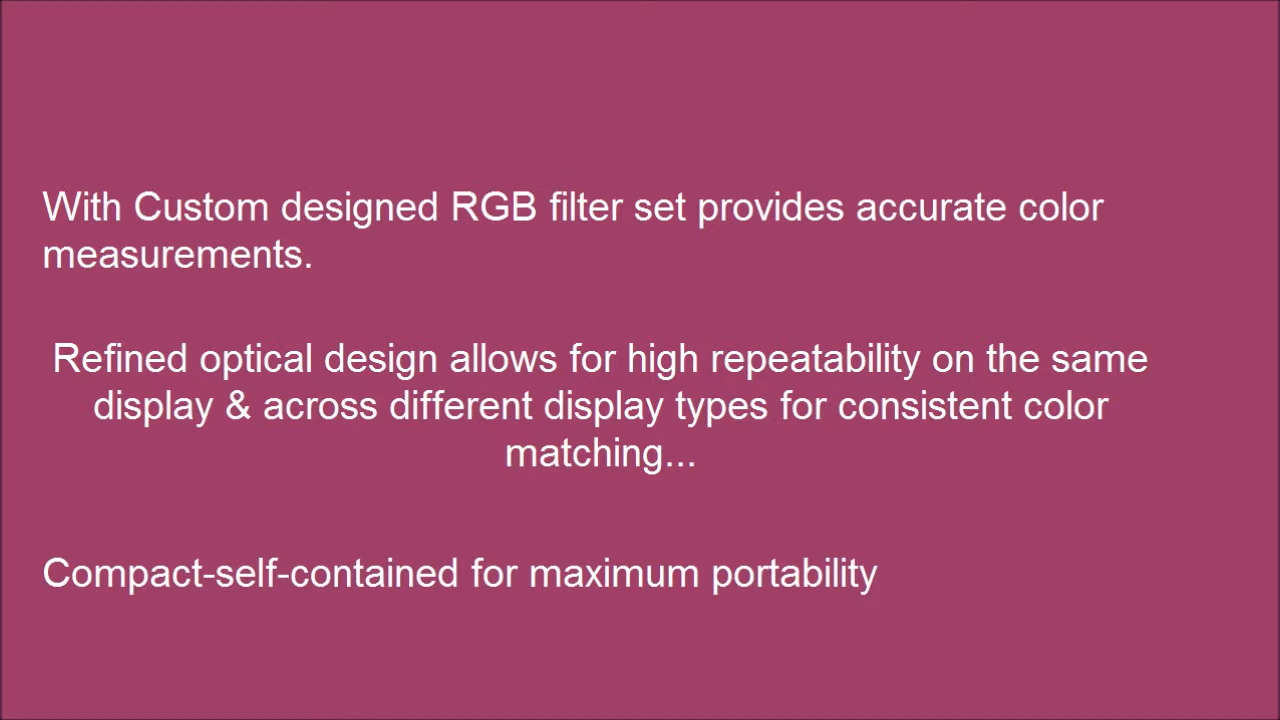 With Custom designed RGB filter set provides accurate color
measurements.
Refined optical design allows for high repeatability on the same
display & across different display types for consistent color
matching...
Compact-self-contained for maximum portability